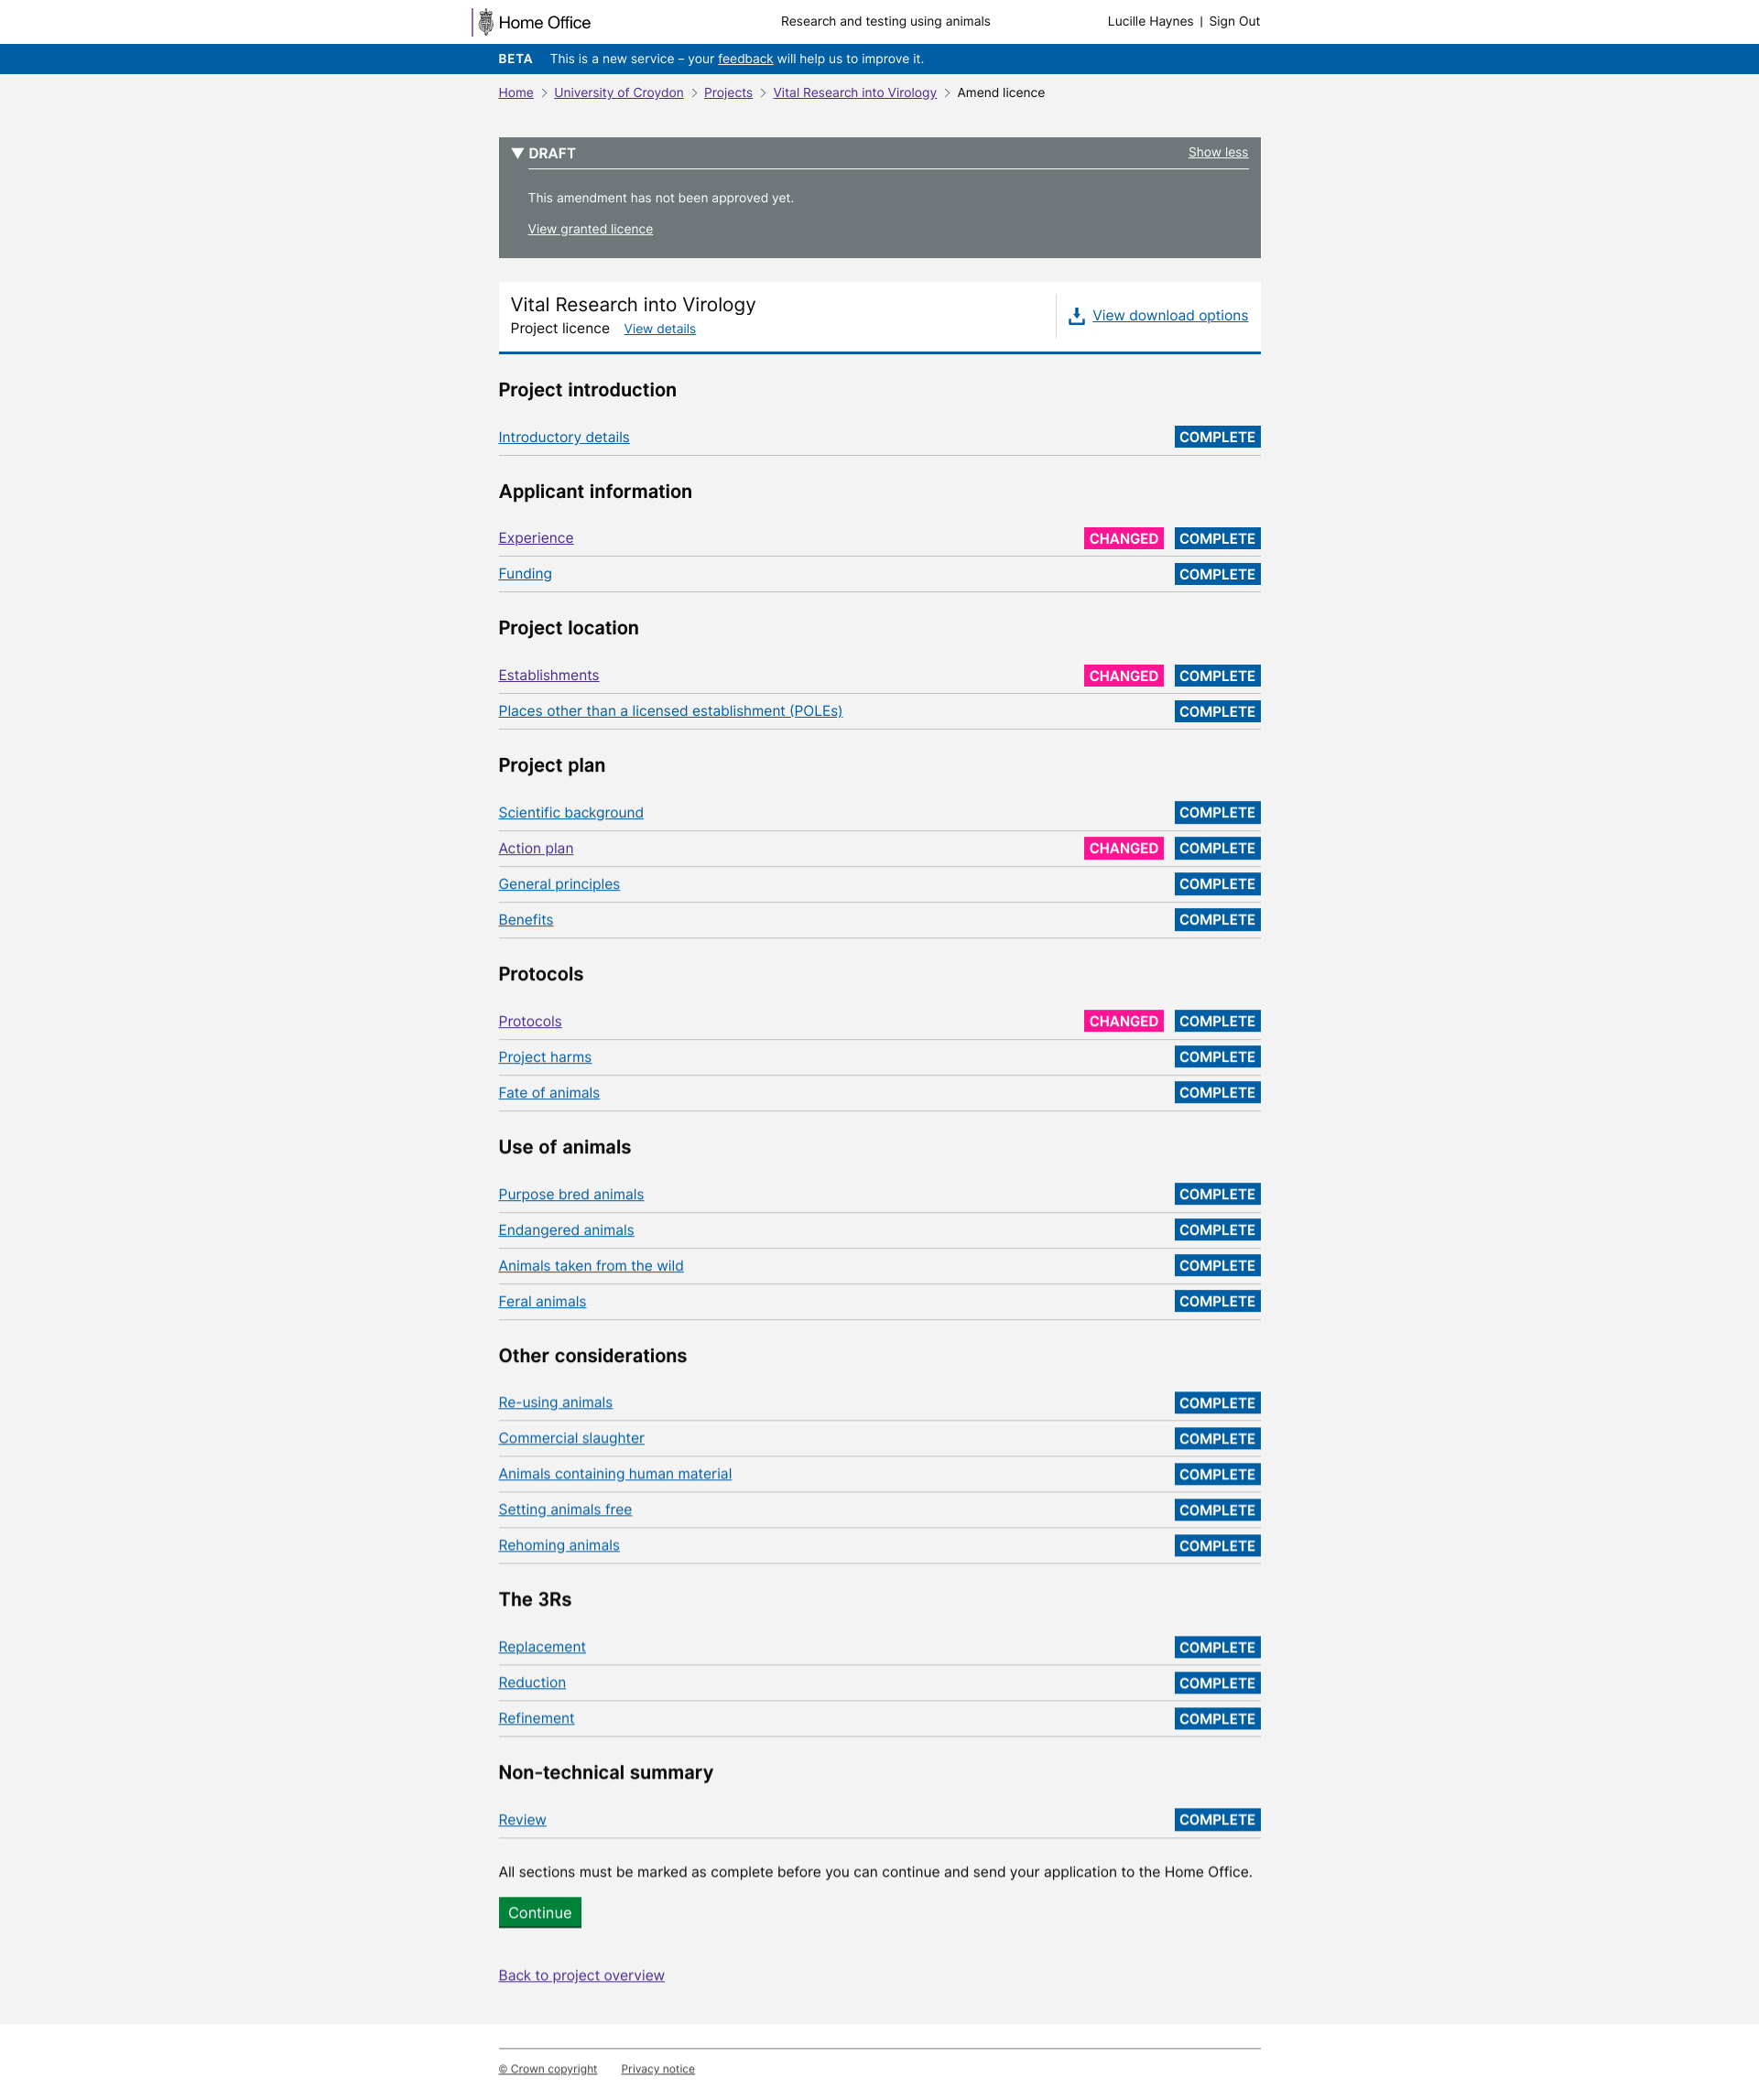 Home Office
Research and testing using animals
Lucille Haynes | Sign Out
BETA This is a new service – your feedback will help us to improve it.
Home > University of Croydon > Projects > Vital Research into Virology > Amend licence
▼ DRAFT
Show less
This amendment has not been approved yet.
View granted licence
Vital Research into Virology
Project licence View details
View download options
Project introduction
Introductory details COMPLETE
Applicant information
Experience CHANGED COMPLETE
Funding COMPLETE
Project location
Establishments CHANGED COMPLETE
Places other than a licensed establishment (POLEs) COMPLETE
Project plan
Scientific background COMPLETE
Action plan CHANGED COMPLETE
General principles COMPLETE
Benefits COMPLETE
Protocols
Protocols CHANGED COMPLETE
Project harms COMPLETE
Fate of animals COMPLETE
Use of animals
Purpose bred animals COMPLETE
Endangered animals COMPLETE
Animals taken from the wild COMPLETE
Feral animals COMPLETE
Other considerations
Re-using animals COMPLETE
Commercial slaughter COMPLETE
Animals containing human material COMPLETE
Setting animals free COMPLETE
Rehoming animals COMPLETE
The 3Rs
Replacement COMPLETE
Reduction COMPLETE
Refinement COMPLETE
Non-technical summary
Review COMPLETE
All sections must be marked as complete before you can continue and send your application to the Home Office.
Continue
Back to project overview
© Crown copyright Privacy notice